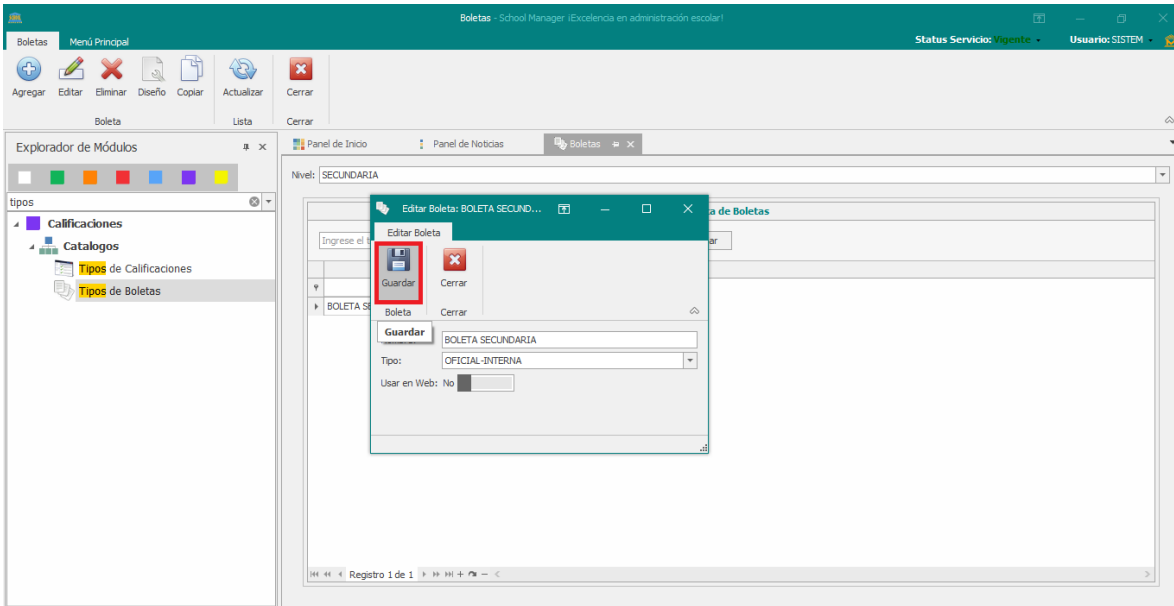 Boletas - School Manager ¡Excelencia en administración escolar!
Boletas Menú Principal Status Servicio: Vigente Usuario: SISTEM
Agregar Editar Eliminar Diseño Copiar Actualizar Cerrar
Boleta Lista Cerrar
Explorador de Módulos
Panel de Inicio Panel de Noticias Boletas
Nivel: SECUNDARIA
tipos
Calificaciones
Catalogos
Tipos de Calificaciones
Tipos de Boletas
a de Boletas
Ingrese el t
ar
BOLETA SE
Editar Boleta: BOLETA SECUND...
Editar Boleta
Guardar Cerrar
Boleta Cerrar
Guardar
BOLETA SECUNDARIA
Tipo: OFICIAL-INTERNA
Usar en Web: No
Registro 1 de 1